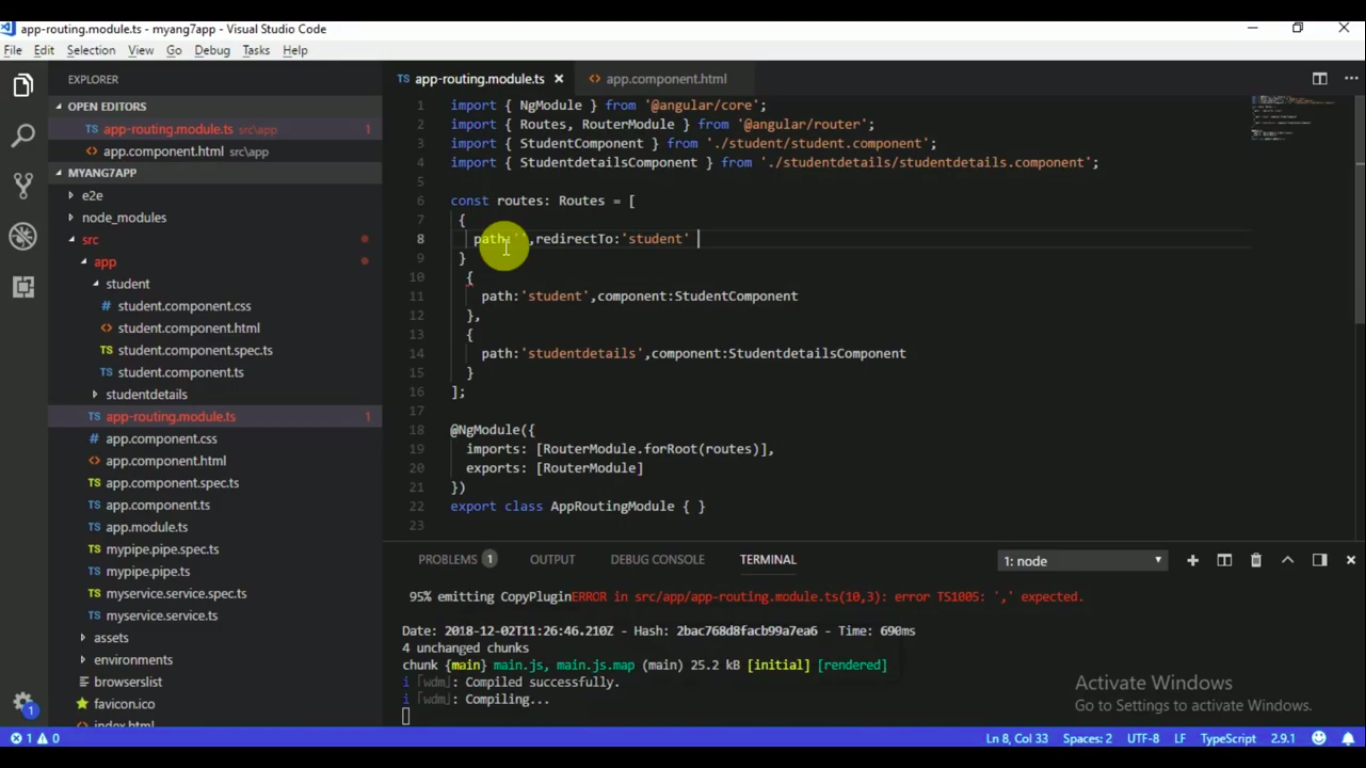 app-routing.module.ts - myang7app - Visual Studio Code
File Edit Selection View Go Debug Tasks Help
EXPLORER
OPEN EDITORS
TS app-routing.module.ts src\app 1
<> app.component.html src\app
MYANG7APP
e2e
node_modules
src
app
student
# student.component.css
<> student.component.html
TS student.component.spec.ts
TS student.component.ts
studentdetails
TS app-routing.module.ts 1
# app.component.css
<> app.component.html
TS app.component.spec.ts
TS app.component.ts
TS app.module.ts
TS mypipe.pipe.spec.ts
TS mypipe.pipe.ts
TS myservice.service.spec.ts
TS myservice.service.ts
assets
environments
browserslist
favicon.ico
index.html
TS app-routing.module.ts × <> app.component.html
1 import { NgModule } from '@angular/core';
2 import { Routes, RouterModule } from '@angular/router';
3 import { StudentComponent } from './student/student.component';
4 import { StudentdetailsComponent } from './studentdetails/studentdetails.component';
5
6 const routes: Routes = [
7 {
8 path:'',redirectTo:'student'
9 }
10 {
11 path:'student',component:StudentComponent
12 },
13 {
14 path:'studentdetails',component:StudentdetailsComponent
15 }
16 ];
17
18 @NgModule({
19 imports: [RouterModule.forRoot(routes)],
20 exports: [RouterModule]
21 })
22 export class AppRoutingModule { }
23
PROBLEMS 1 OUTPUT DEBUG CONSOLE TERMINAL 1: node
95% emitting CopyPluginERROR in src/app/app-routing.module.ts(10,3): error TS1005: ',' expected.
Date: 2018-12-02T11:26:46.210Z - Hash: 2bac768d8facb99a7ea6 - Time: 690ms
4 unchanged chunks
chunk {main} main.js, main.js.map (main) 25.2 kB [initial] [rendered]
i ｢wdm｣: Compiled successfully.
i ｢wdm｣: Compiling...
Activate Windows
Go to Settings to activate Windows.
1
1 0 Ln 8, Col 33 Spaces: 2 UTF-8 LF TypeScript 2.9.1